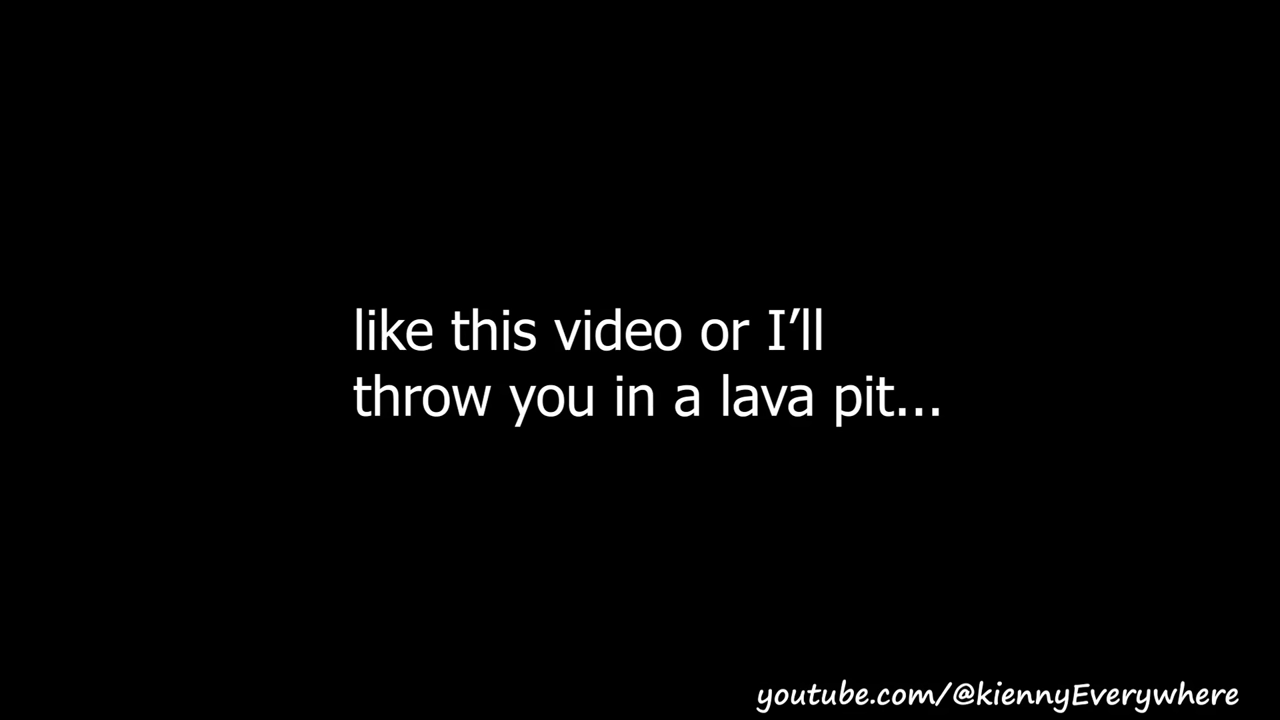 like this video or I’ll
throw you in a lava pit...
youtube.com/@kiennyEverywhere